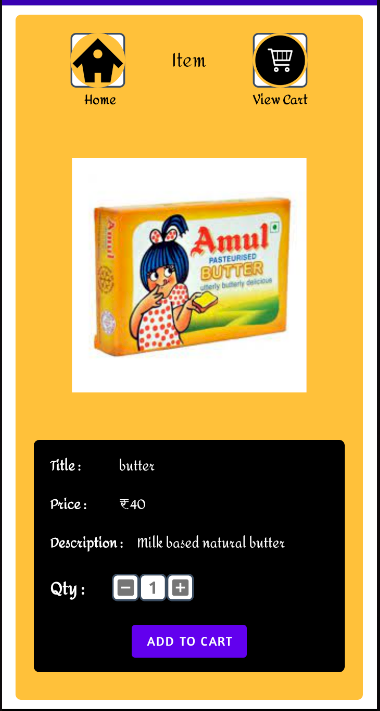 Item
Home
View Cart
Amul
PASTEURISED
BUTTER
utterly butterly delicious
Title : butter
Price : ₹40
Description : Milk based natural butter
Qty : − 1 +
ADD TO CART